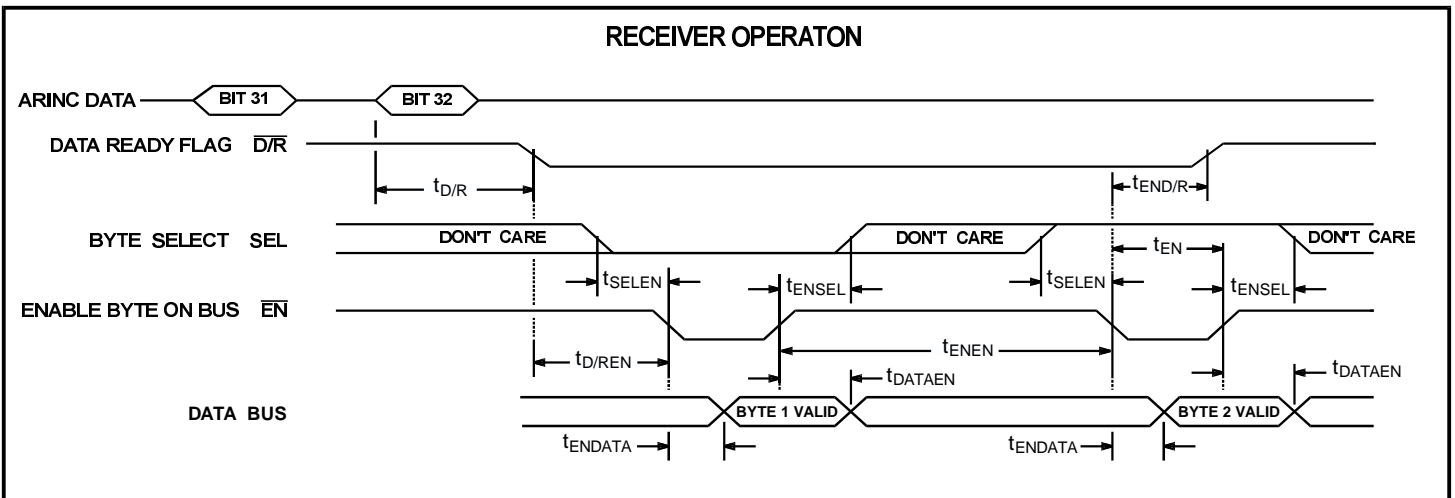 RECEIVER OPERATON
ARINC DATA BIT 31 BIT 32
DATA READY FLAG D/R
tD/R tEND/R
BYTE SELECT SEL DON'T CARE DON'T CARE DON'T CARE
tEN
tSELEN tENSEL tSELEN tENSEL
ENABLE BYTE ON BUS EN
tD/REN tENEN
tDATAEN tDATAEN
DATA BUS BYTE 1 VALID BYTE 2 VALID
tENDATA tENDATA